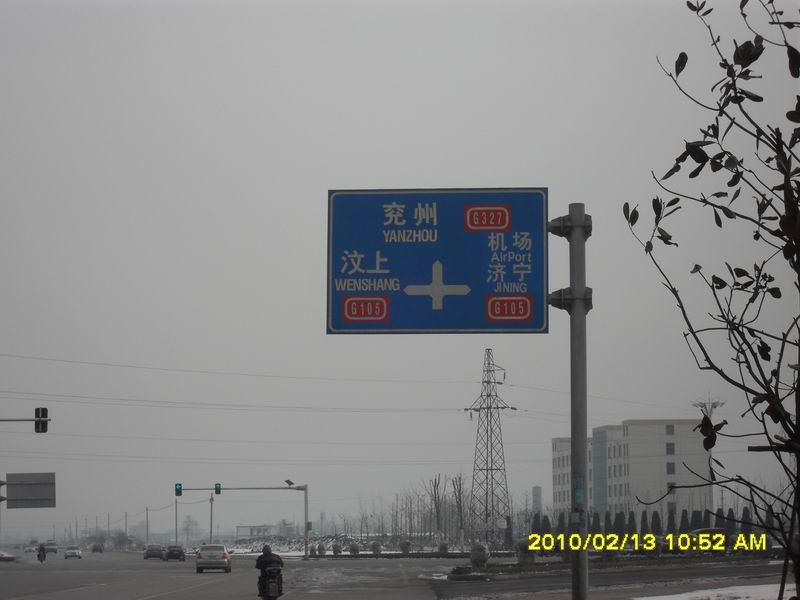 兖州
YANZHOU
G327
汶上
WENSHANG
G105
机场
AirPort
济宁
JINING
G105
2010/02/13 10:52 AM